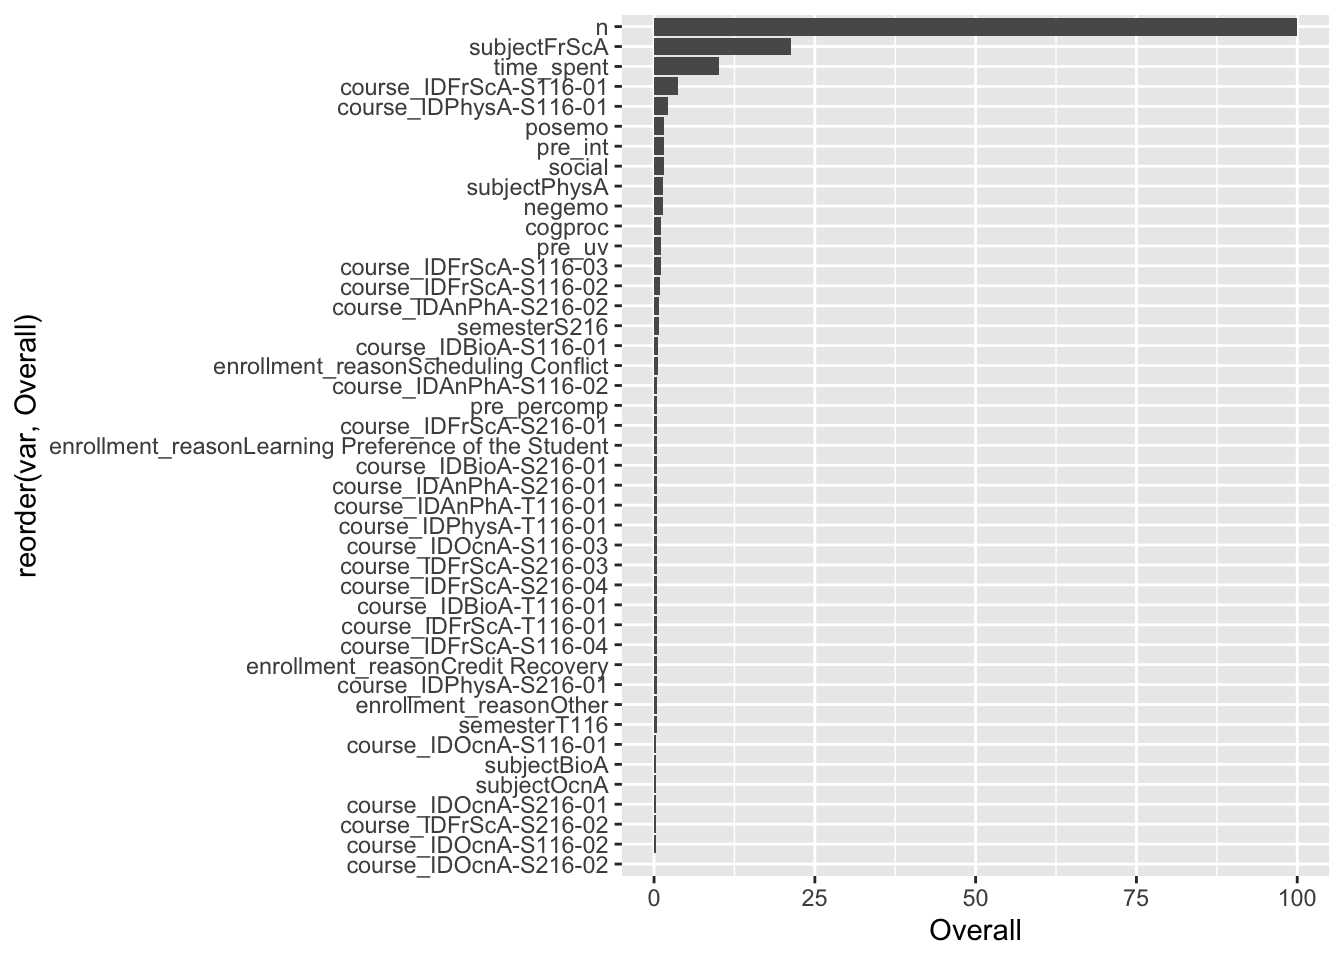 reorder(var, Overall)
n
subjectFrScA
time_spent
course_IDFrScA-S116-01
course_IDPhysA-S116-01
posemo
pre_int
social
subjectPhysA
negemo
cogproc
pre_uv
course_IDFrScA-S116-03
course_IDFrScA-S116-02
course_IDAnPhA-S216-02
semesterS216
course_IDBioA-S116-01
enrollment_reasonScheduling Conflict
course_IDAnPhA-S116-02
pre_percomp
course_IDFrScA-S216-01
enrollment_reasonLearning Preference of the Student
course_IDBioA-S216-01
course_IDAnPhA-S216-01
course_IDAnPhA-T116-01
course_IDPhysA-T116-01
course_IDOcnA-S116-03
course_IDFrScA-S216-03
course_IDFrScA-S216-04
course_IDBioA-T116-01
course_IDFrScA-T116-01
course_IDFrScA-S116-04
enrollment_reasonCredit Recovery
course_IDPhysA-S216-01
enrollment_reasonOther
semesterT116
course_IDOcnA-S116-01
subjectBioA
subjectOcnA
course_IDOcnA-S216-01
course_IDFrScA-S216-02
course_IDOcnA-S116-02
course_IDOcnA-S216-02
0 25 50 75 100
Overall